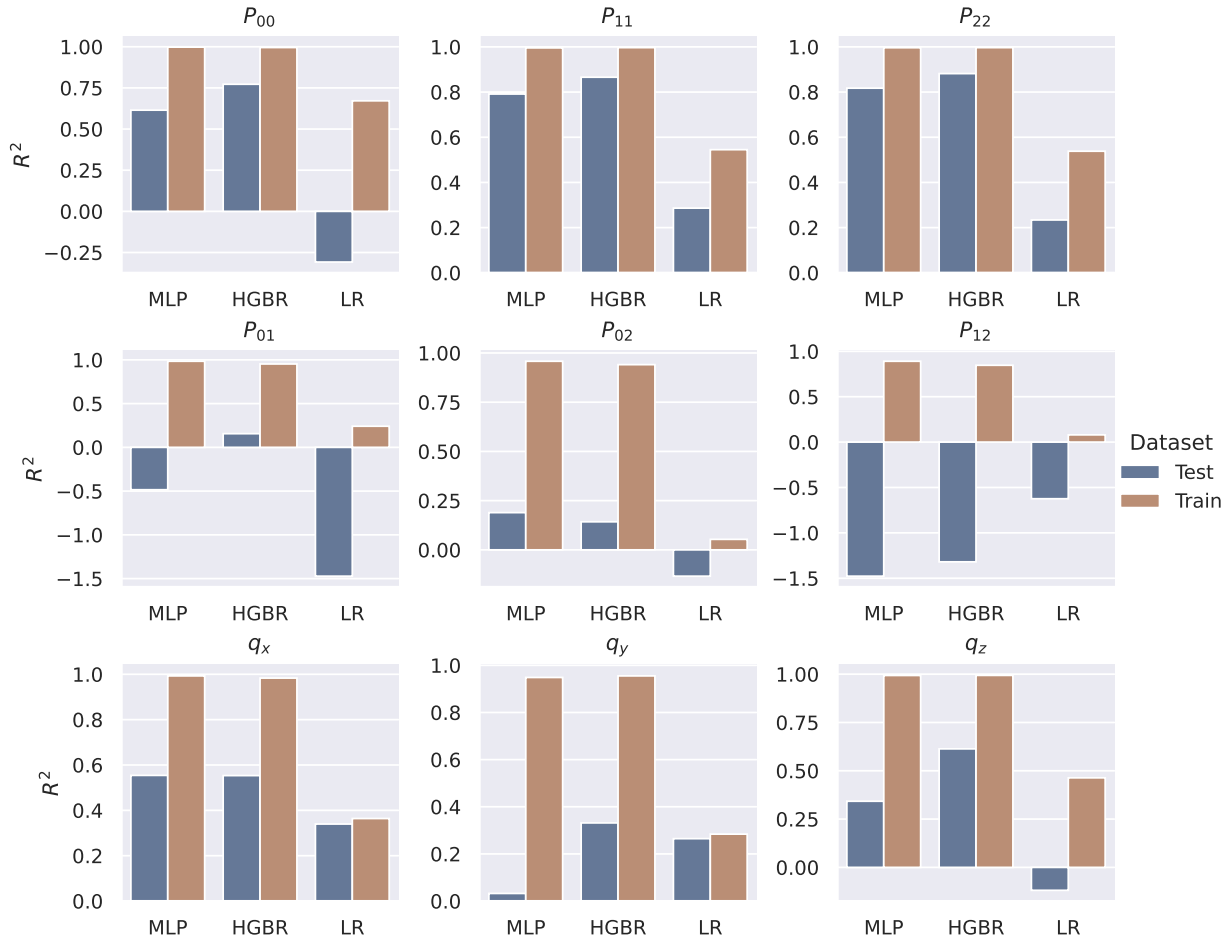 P₀₀
1.00
0.75
0.50
0.25
0.00
−0.25
R²
MLP HGBR LR
P₁₁
1.0
0.8
0.6
0.4
0.2
0.0
MLP HGBR LR
P₂₂
1.0
0.8
0.6
0.4
0.2
0.0
MLP HGBR LR
P₀₁
1.0
0.5
0.0
−0.5
−1.0
−1.5
R²
MLP HGBR LR
P₀₂
1.00
0.75
0.50
0.25
0.00
MLP HGBR LR
P₁₂
1.0
0.5
0.0
−0.5
−1.0
−1.5
MLP HGBR LR
Dataset
Test
Train
qₓ
1.0
0.8
0.6
0.4
0.2
0.0
R²
MLP HGBR LR
q_y
1.0
0.8
0.6
0.4
0.2
0.0
MLP HGBR LR
q_z
1.00
0.75
0.50
0.25
0.00
MLP HGBR LR